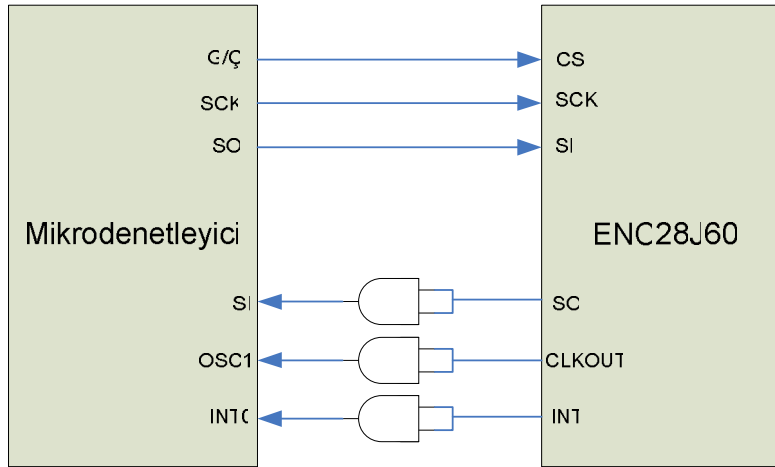 G/Ç CS
SCK SCK
SO SI
Mikrodenetleyici ENC28J60
SI SO
OSC1 CLKOUT
INT0 INT